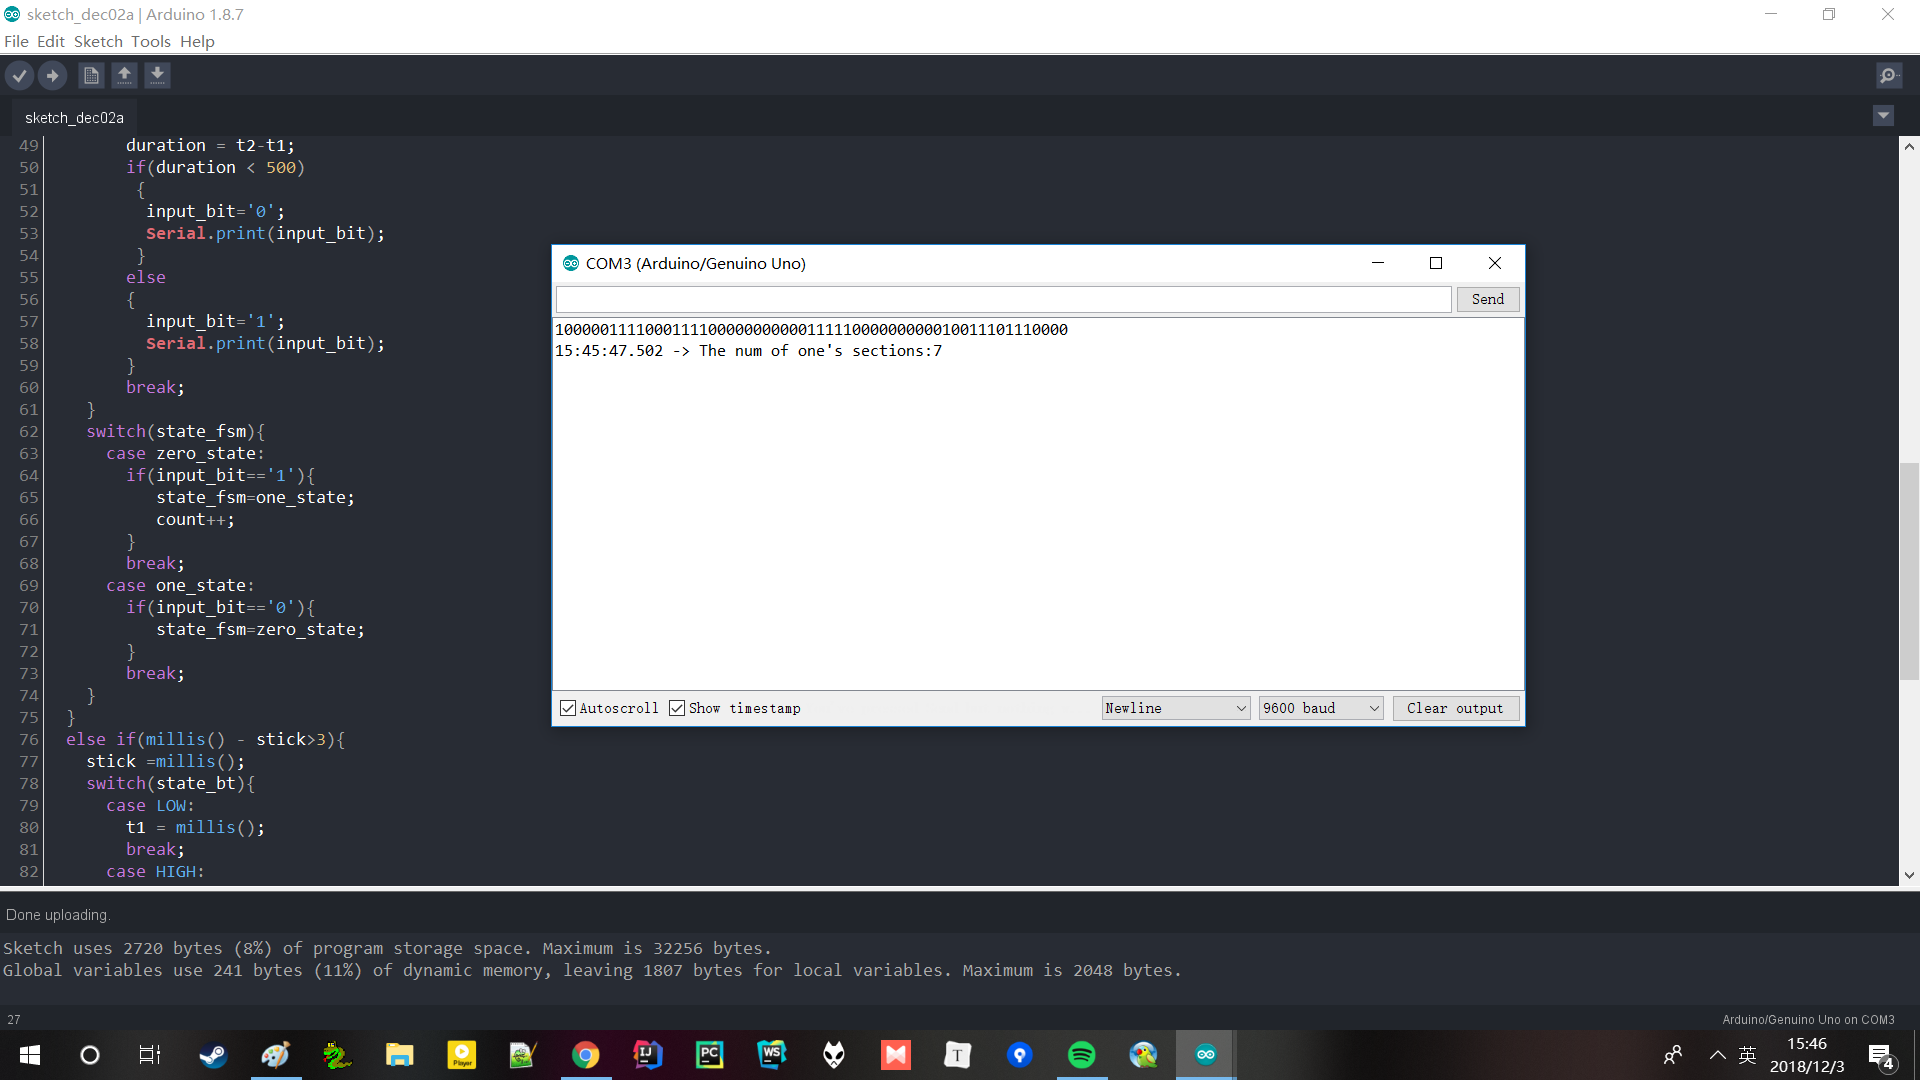 sketch_dec02a | Arduino 1.8.7
File Edit Sketch Tools Help
sketch_dec02a
49 duration = t2-t1;
50 if(duration < 500)
51 {
52 input_bit='0';
53 Serial.print(input_bit);
54 }
55 else
56 {
57 input_bit='1';
58 Serial.print(input_bit);
59 }
60 break;
61 }
62 switch(state_fsm){
63 case zero_state:
64 if(input_bit=='1'){
65 state_fsm=one_state;
66 count++;
67 }
68 break;
69 case one_state:
70 if(input_bit=='0'){
71 state_fsm=zero_state;
72 }
73 break;
74 }
75 }
76 else if(millis() - stick>3){
77 stick =millis();
78 switch(state_bt){
79 case LOW:
80 t1 = millis();
81 break;
82 case HIGH:
COM3 (Arduino/Genuino Uno)
Send
100000111100011110000000000011111000000000010011101110000
15:45:47.502 -> The num of one's sections:7
Autoscroll Show timestamp Newline 9600 baud Clear output
Done uploading.
Sketch uses 2720 bytes (8%) of program storage space. Maximum is 32256 bytes.
Global variables use 241 bytes (11%) of dynamic memory, leaving 1807 bytes for local variables. Maximum is 2048 bytes.
27 Arduino/Genuino Uno on COM3
Player IJ PC WS T 英 15:46
2018/12/3 4